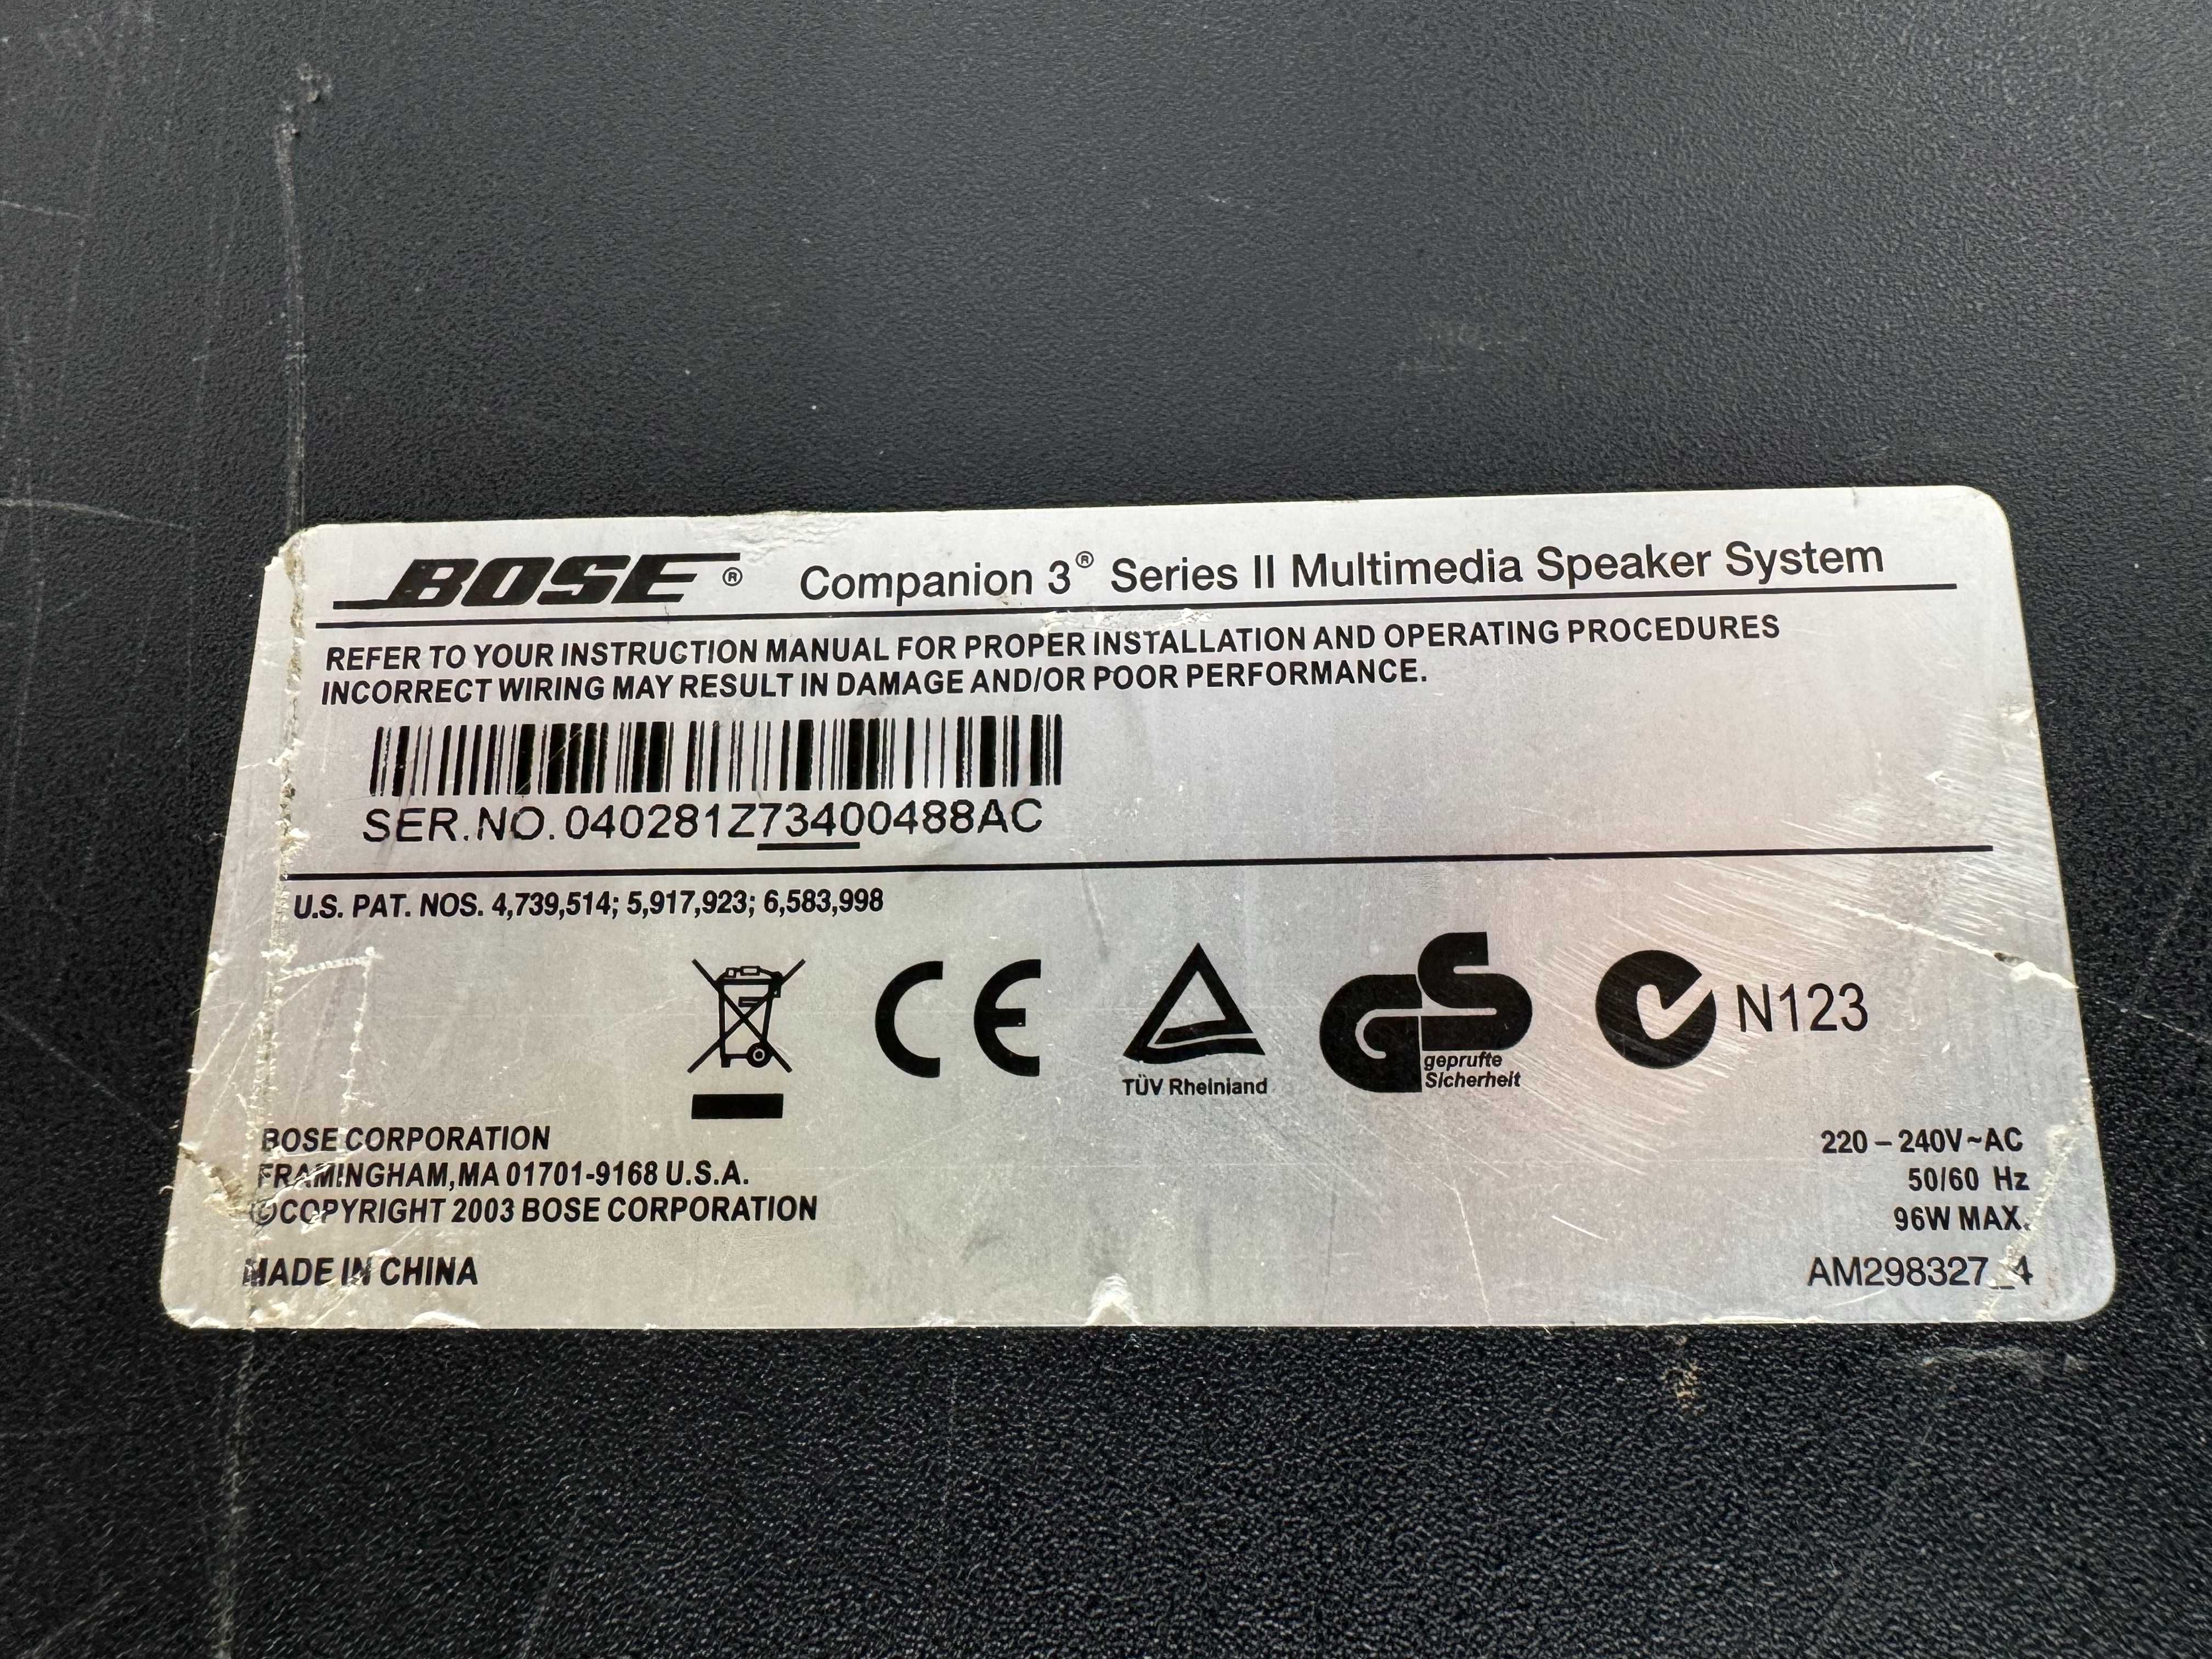 BOSE® Companion 3® Series II Multimedia Speaker System
REFER TO YOUR INSTRUCTION MANUAL FOR PROPER INSTALLATION AND OPERATING PROCEDURES
INCORRECT WIRING MAY RESULT IN DAMAGE AND/OR POOR PERFORMANCE.
SER.NO. 040281Z73400488AC
U.S. PAT. NOS. 4,739,514; 5,917,923; 6,583,998
CE
TÜV Rheinland
GS
geprufte
Sicherheit
N123
BOSE CORPORATION
FRAMINGHAM, MA 01701-9168 U.S.A.
©COPYRIGHT 2003 BOSE CORPORATION
MADE IN CHINA
220 – 240V~AC
50/60 Hz
96W MAX.
AM298327_4